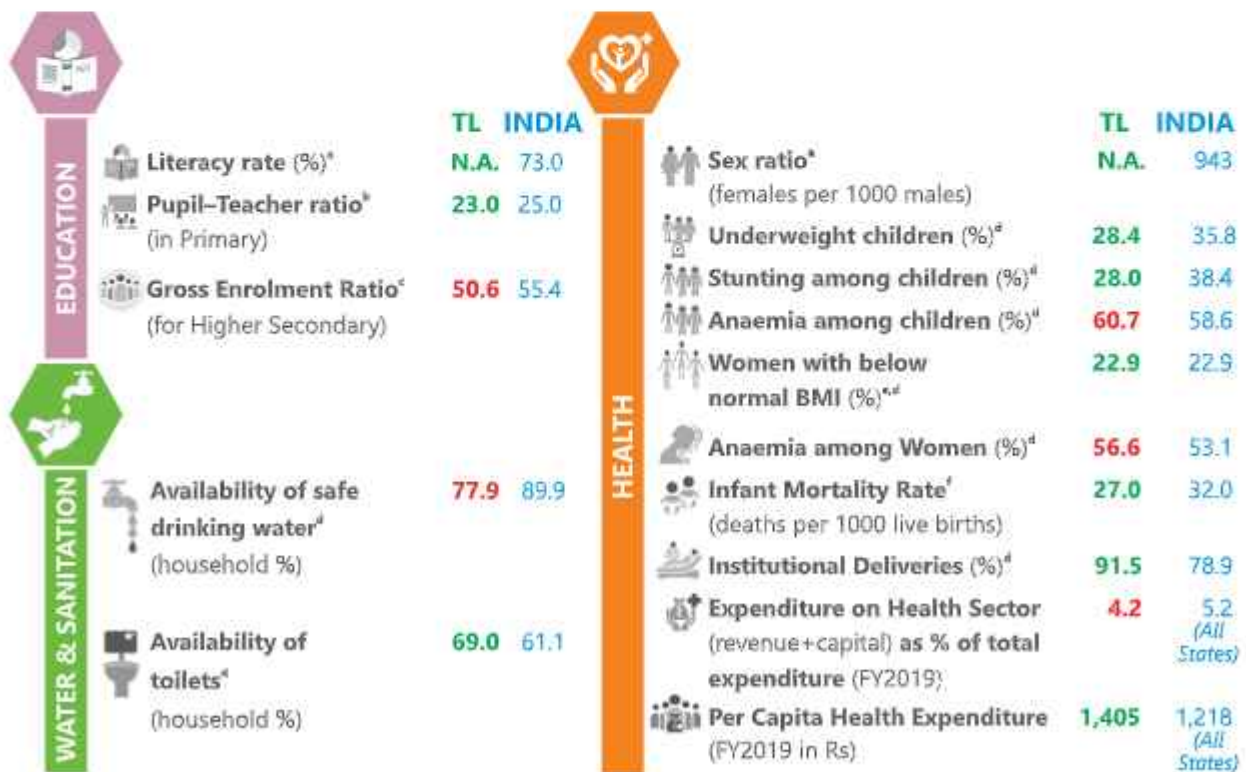 EDUCATION
TL INDIA
Literacy rate (%)ᵃ N.A. 73.0
Pupil–Teacher ratioᵇ 23.0 25.0
(in Primary)
Gross Enrolment Ratioᶜ 50.6 55.4
(for Higher Secondary)
WATER & SANITATION
Availability of safe 77.9 89.9
drinking waterᵈ
(household %)
Availability of 69.0 61.1
toiletsᵈ
(household %)
HEALTH
TL INDIA
Sex ratioᵃ N.A. 943
(females per 1000 males)
Underweight children (%)ᵈ 28.4 35.8
Stunting among children (%)ᵈ 28.0 38.4
Anaemia among children (%)ᵈ 60.7 58.6
Women with below 22.9 22.9
normal BMI (%)ᵉ,ᵈ
Anaemia among Women (%)ᵈ 56.6 53.1
Infant Mortality Rateᶠ 27.0 32.0
(deaths per 1000 live births)
Institutional Deliveries (%)ᵈ 91.5 78.9
Expenditure on Health Sector 4.2 5.2
(revenue+capital) as % of total (All
expenditure (FY2019) States)
Per Capita Health Expenditure 1,405 1,218
(FY2019 in Rs) (All
States)